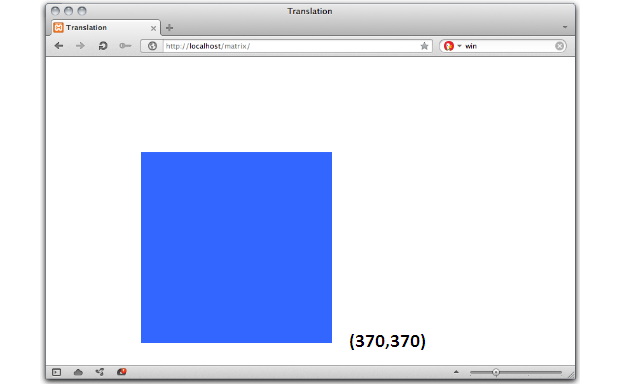 Translation
Translation
http://localhost/matrix/
win
(370,370)